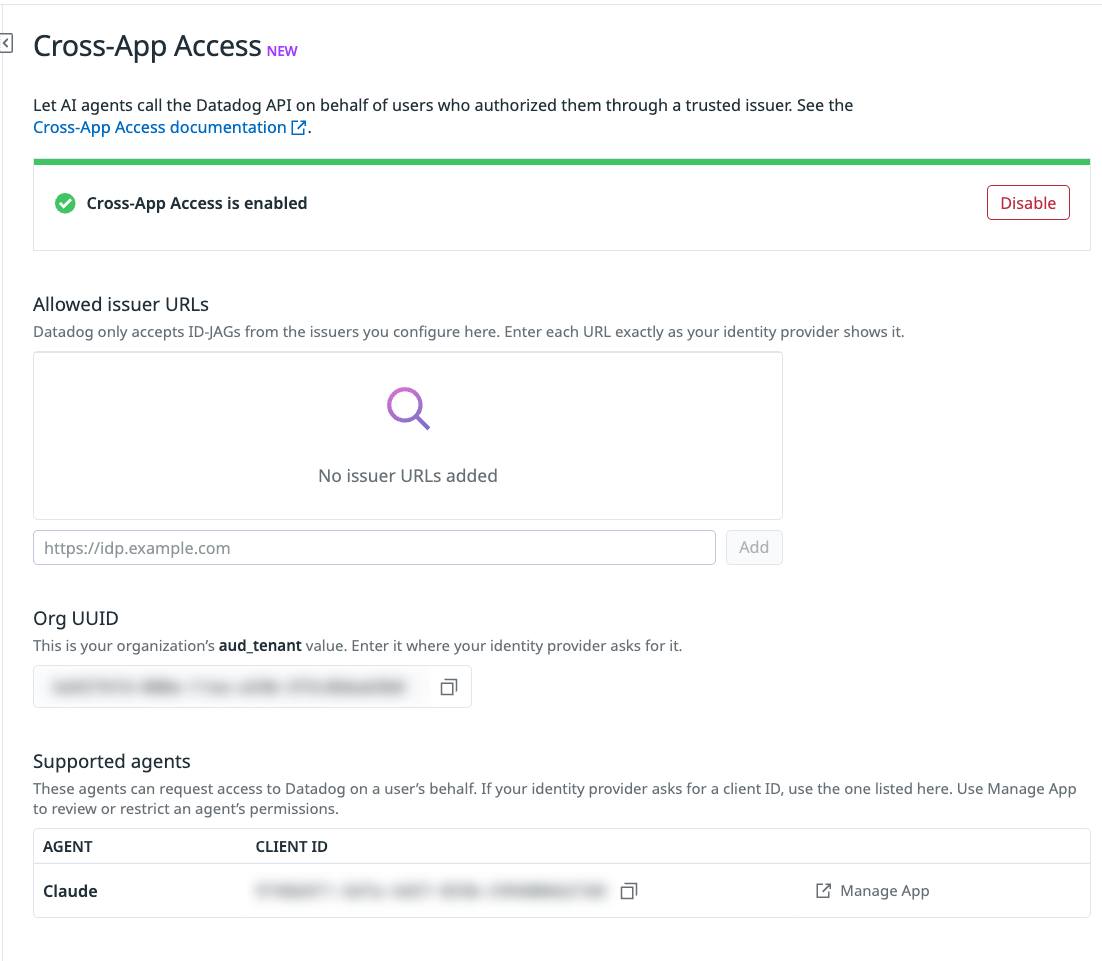 Cross-App Access NEW
Let AI agents call the Datadog API on behalf of users who authorized them through a trusted issuer. See the
Cross-App Access documentation.
Cross-App Access is enabled
Disable
Allowed issuer URLs
Datadog only accepts ID-JAGs from the issuers you configure here. Enter each URL exactly as your identity provider shows it.
No issuer URLs added
https://idp.example.com
Add
Org UUID
This is your organization’s aud_tenant value. Enter it where your identity provider asks for it.
Supported agents
These agents can request access to Datadog on a user’s behalf. If your identity provider asks for a client ID, use the one listed here. Use Manage App
to review or restrict an agent’s permissions.
AGENT CLIENT ID
Claude Manage App